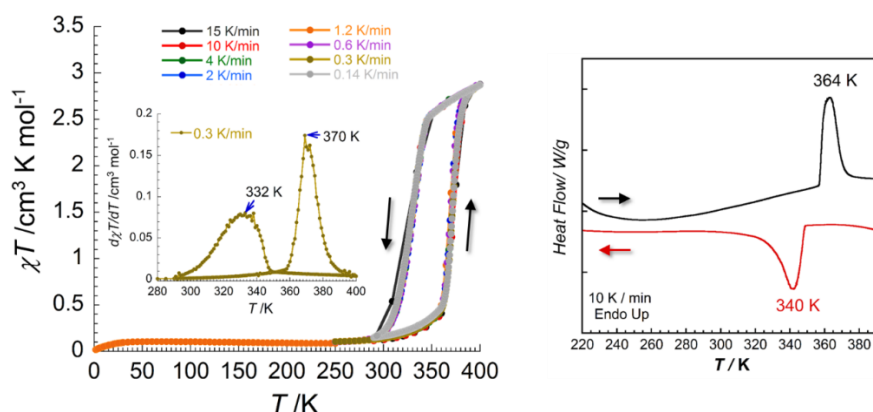 15 K/min
10 K/min
4 K/min
2 K/min
1.2 K/min
0.6 K/min
0.3 K/min
0.14 K/min
χT /cm³ K mol⁻¹
3.5
3
2.5
2
1.5
1
0.5
0
0 50 100 150 200 250 300 350 400
T /K
0.3 K/min
370 K
332 K
dχT/dT /cm³ mol⁻¹
0.2
0.15
0.1
0.05
0
280 300 320 340 360 380 400
T /K
364 K
Heat Flow/ W/g
10 K / min
Endo Up
340 K
220 240 260 280 300 320 340 360 380
T / K